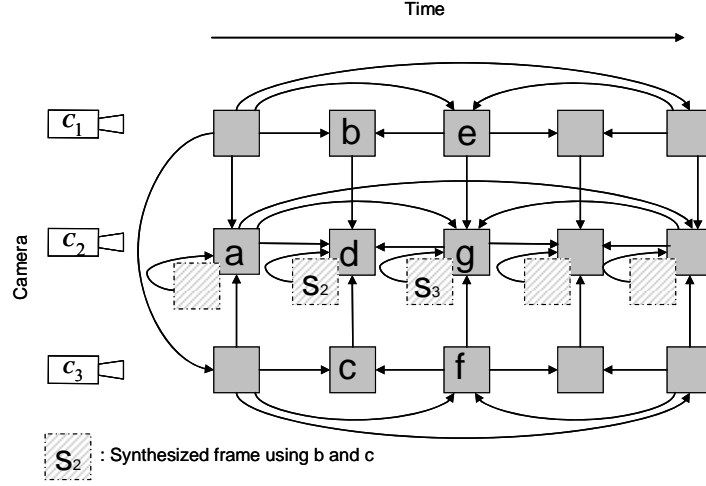 Time
C1
b
e
Camera
C2
a
d
g
S2
S3
C3
c
f
S2 : Synthesized frame using b and c